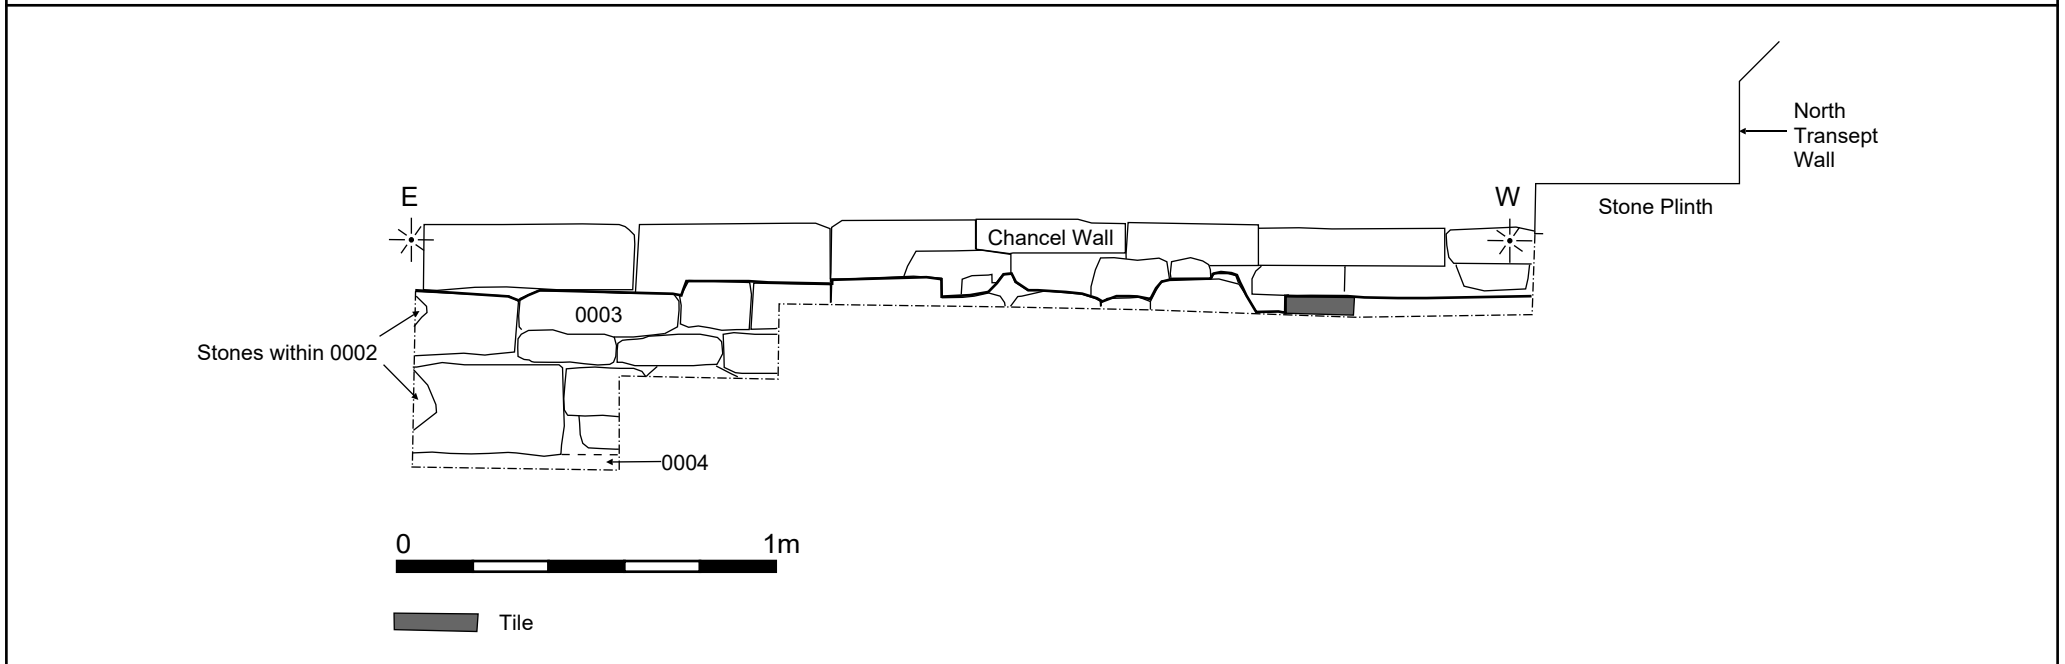 North
Transept
Wall
E
W
Stone Plinth
Chancel Wall
0003
Stones within 0002
0004
0
1m
Tile